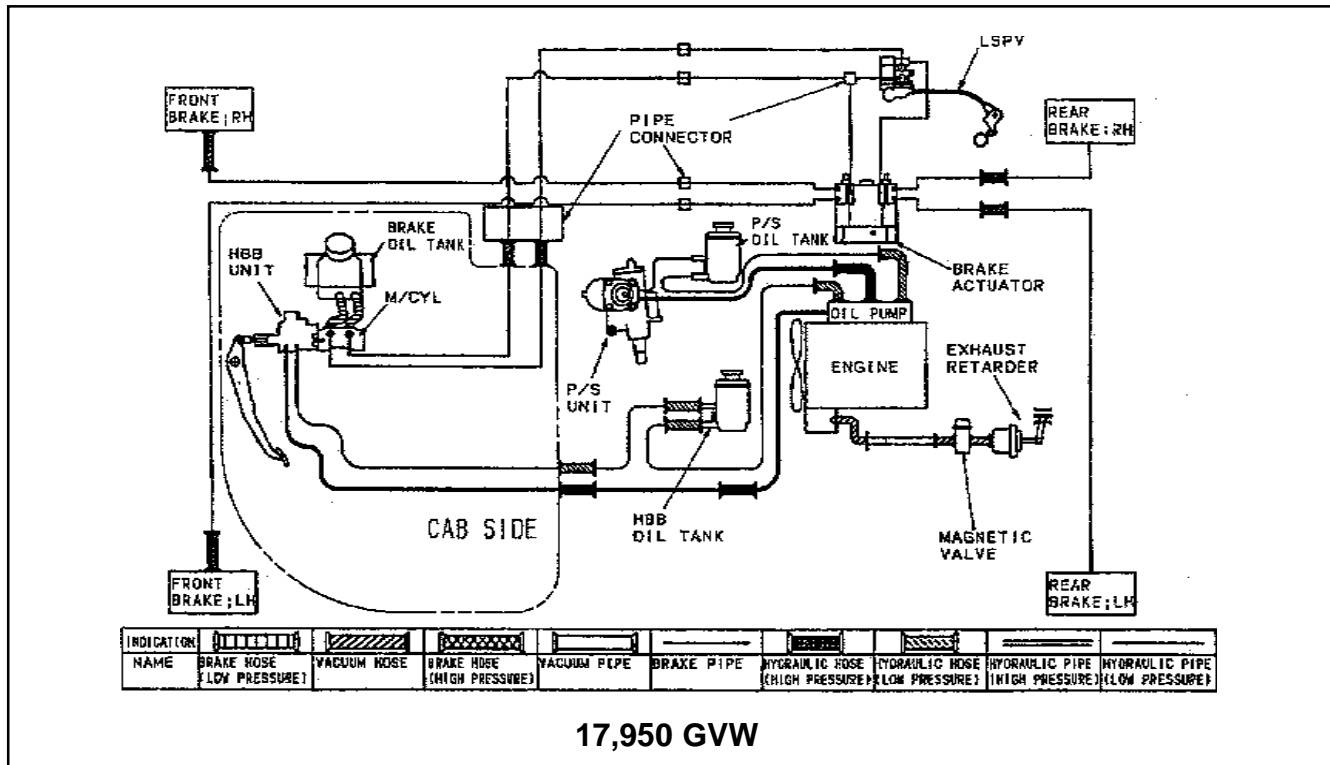 LSPV
FRONT
BRAKE;RH
PIPE
CONNECTOR
REAR
BRAKE;RH
HBB
UNIT
BRAKE
OIL TANK
M/CYL
P/S
OIL TANK
BRAKE
ACTUATOR
OIL PUMP
ENGINE
EXHAUST
RETARDER
P/S
UNIT
HBB
OIL TANK
CAB SIDE
MAGNETIC
VALVE
FRONT
BRAKE;LH
REAR
BRAKE;LH
INDICATION
NAME
BRAKE HOSE
(LOW PRESSURE)
VACUUM HOSE
BRAKE HOSE
(HIGH PRESSURE)
VACUUM PIPE
BRAKE PIPE
HYDRAULIC HOSE
(HIGH PRESSURE)
HYDRAULIC HOSE
(LOW PRESSURE)
HYDRAULIC PIPE
(HIGH PRESSURE)
HYDRAULIC PIPE
(LOW PRESSURE)
17,950 GVW